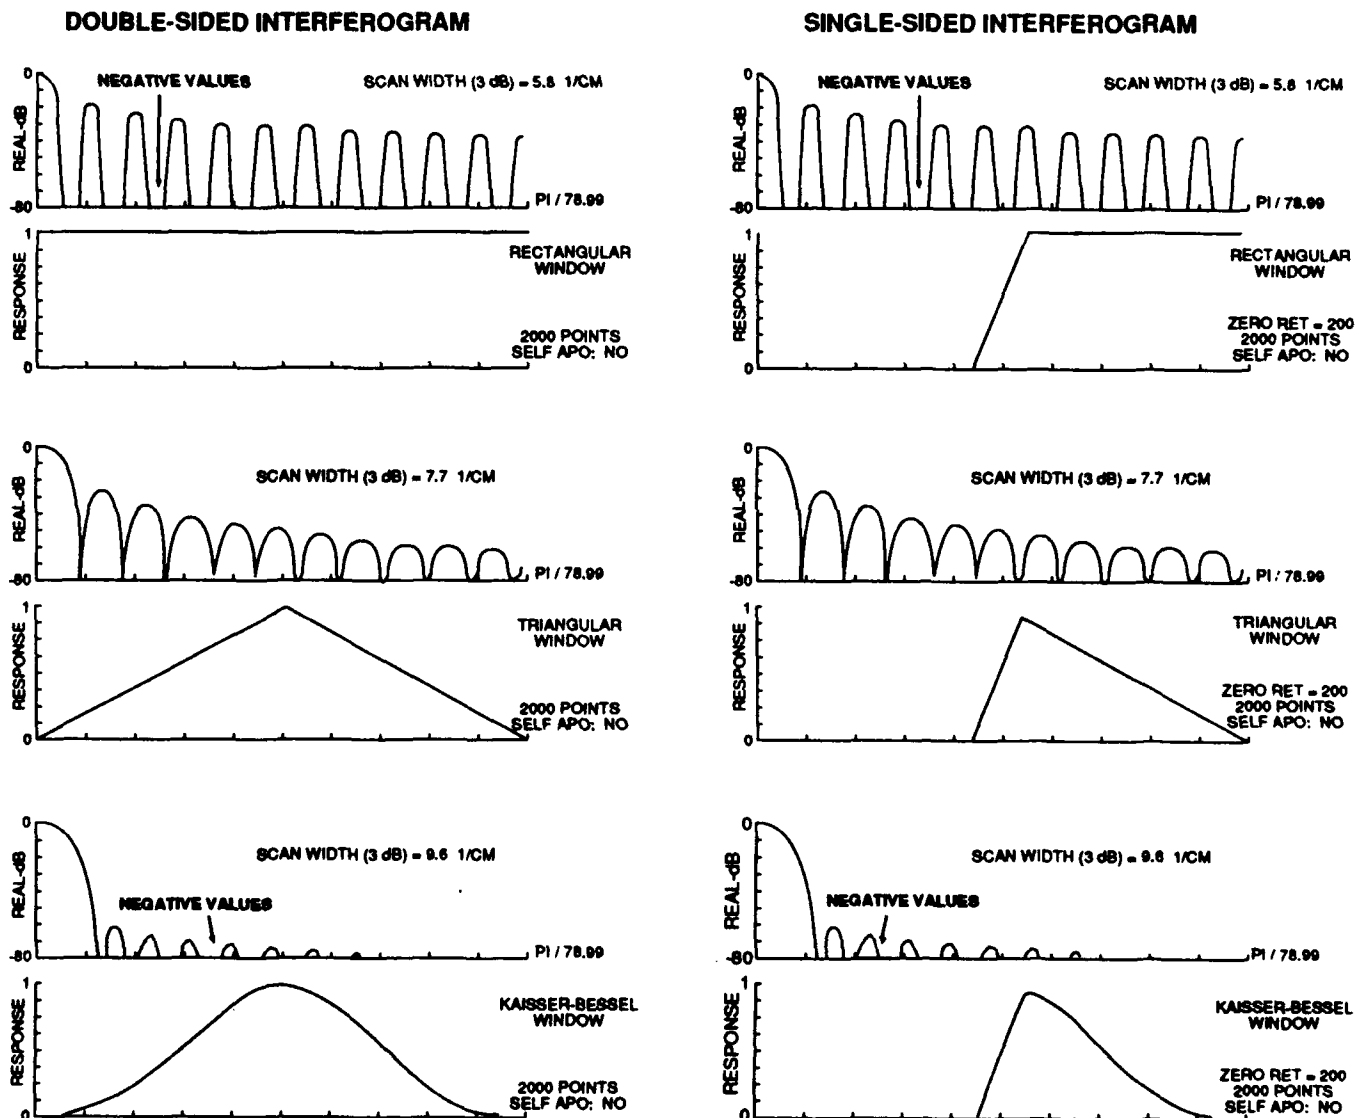 DOUBLE-SIDED INTERFEROGRAM
0
NEGATIVE VALUES
SCAN WIDTH (3 dB) = 5.8 1/CM
REAL-dB
-80
PI / 78.99
1
RECTANGULAR
WINDOW
RESPONSE
2000 POINTS
SELF APO: NO
0
0
SCAN WIDTH (3 dB) = 7.7 1/CM
REAL-dB
-80
PI / 78.99
1
TRIANGULAR
WINDOW
RESPONSE
2000 POINTS
SELF APO: NO
0
0
SCAN WIDTH (3 dB) = 9.6 1/CM
REAL-dB
NEGATIVE VALUES
-80
PI / 78.99
1
KAISSER-BESSEL
WINDOW
RESPONSE
2000 POINTS
SELF APO: NO
0
SINGLE-SIDED INTERFEROGRAM
0
NEGATIVE VALUES
SCAN WIDTH (3 dB) = 5.8 1/CM
REAL-dB
-80
PI / 78.99
1
RECTANGULAR
WINDOW
RESPONSE
ZERO RET = 200
2000 POINTS
SELF APO: NO
0
0
SCAN WIDTH (3 dB) = 7.7 1/CM
REAL-dB
-80
PI / 78.99
1
TRIANGULAR
WINDOW
RESPONSE
ZERO RET = 200
2000 POINTS
SELF APO: NO
0
0
SCAN WIDTH (3 dB) = 9.6 1/CM
REAL-dB
NEGATIVE VALUES
-80
PI / 78.99
1
KAISSER-BESSEL
WINDOW
RESPONSE
ZERO RET = 200
2000 POINTS
SELF APO: NO
0